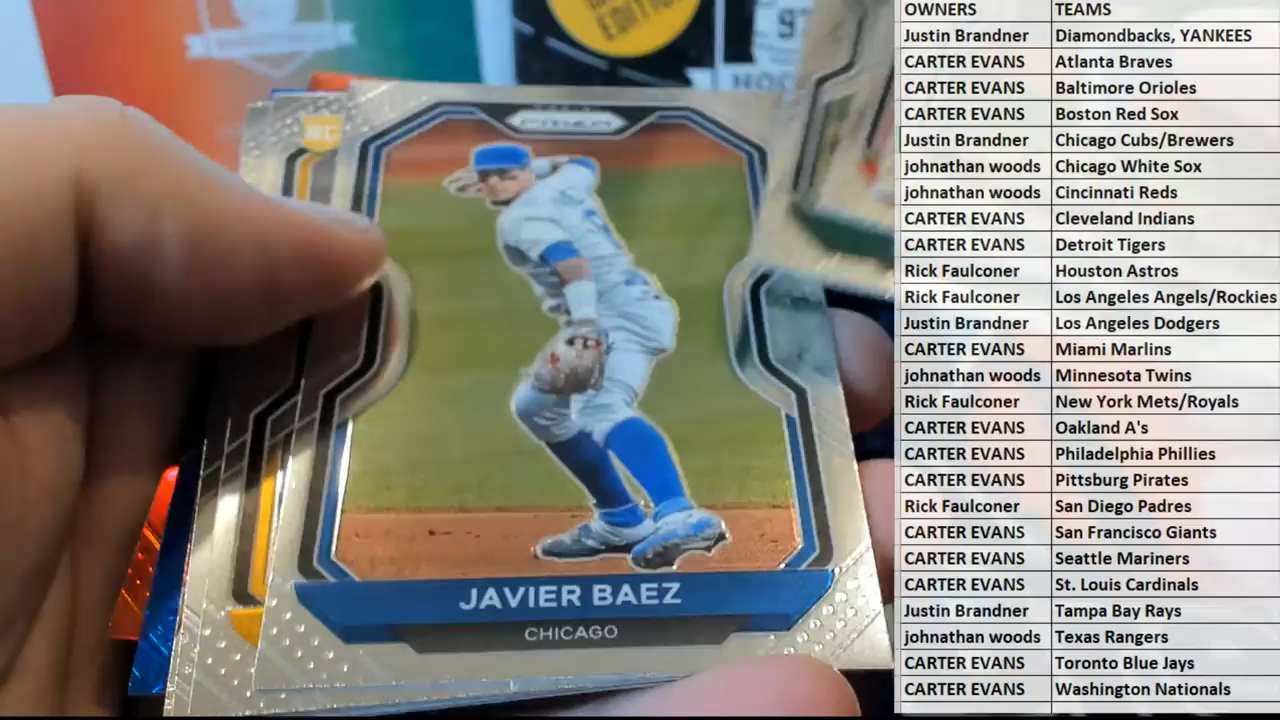 EDITION
RC
PRIZM
JAVIER BAEZ
CHICAGO
OWNERS TEAMS
Justin Brandner Diamondbacks, YANKEES
CARTER EVANS Atlanta Braves
CARTER EVANS Baltimore Orioles
CARTER EVANS Boston Red Sox
Justin Brandner Chicago Cubs/Brewers
johnathan woods Chicago White Sox
johnathan woods Cincinnati Reds
CARTER EVANS Cleveland Indians
CARTER EVANS Detroit Tigers
Rick Faulconer Houston Astros
Rick Faulconer Los Angeles Angels/Rockies
Justin Brandner Los Angeles Dodgers
CARTER EVANS Miami Marlins
johnathan woods Minnesota Twins
Rick Faulconer New York Mets/Royals
CARTER EVANS Oakland A's
CARTER EVANS Philadelphia Phillies
CARTER EVANS Pittsburg Pirates
Rick Faulconer San Diego Padres
CARTER EVANS San Francisco Giants
CARTER EVANS Seattle Mariners
CARTER EVANS St. Louis Cardinals
Justin Brandner Tampa Bay Rays
johnathan woods Texas Rangers
CARTER EVANS Toronto Blue Jays
CARTER EVANS Washington Nationals